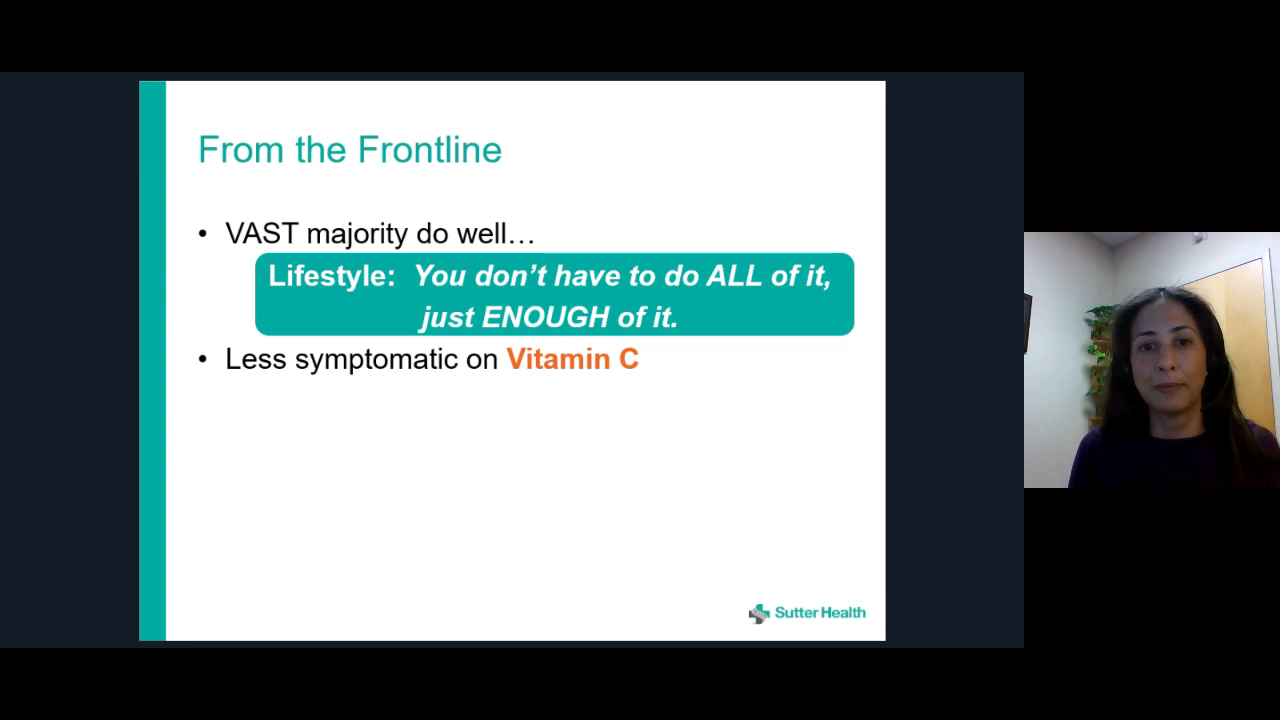 From the Frontline
• VAST majority do well…
Lifestyle: You don't have to do ALL of it,
just ENOUGH of it.
• Less symptomatic on Vitamin C
Sutter Health